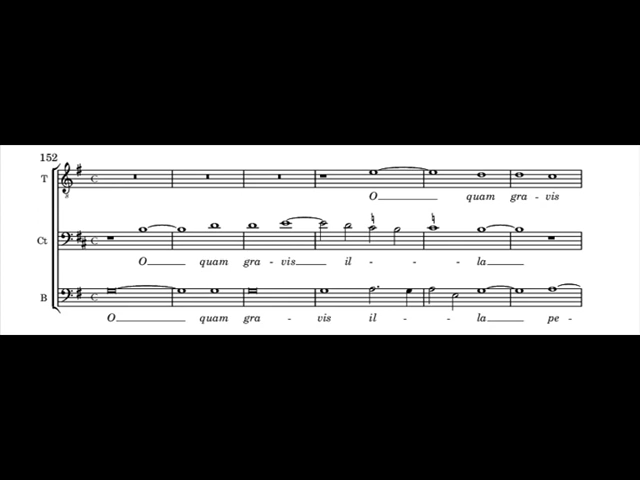 152
T
O quam gra - vis
Ct
O quam gra - vis il - - la
B
O quam gra - vis il - - la pe -